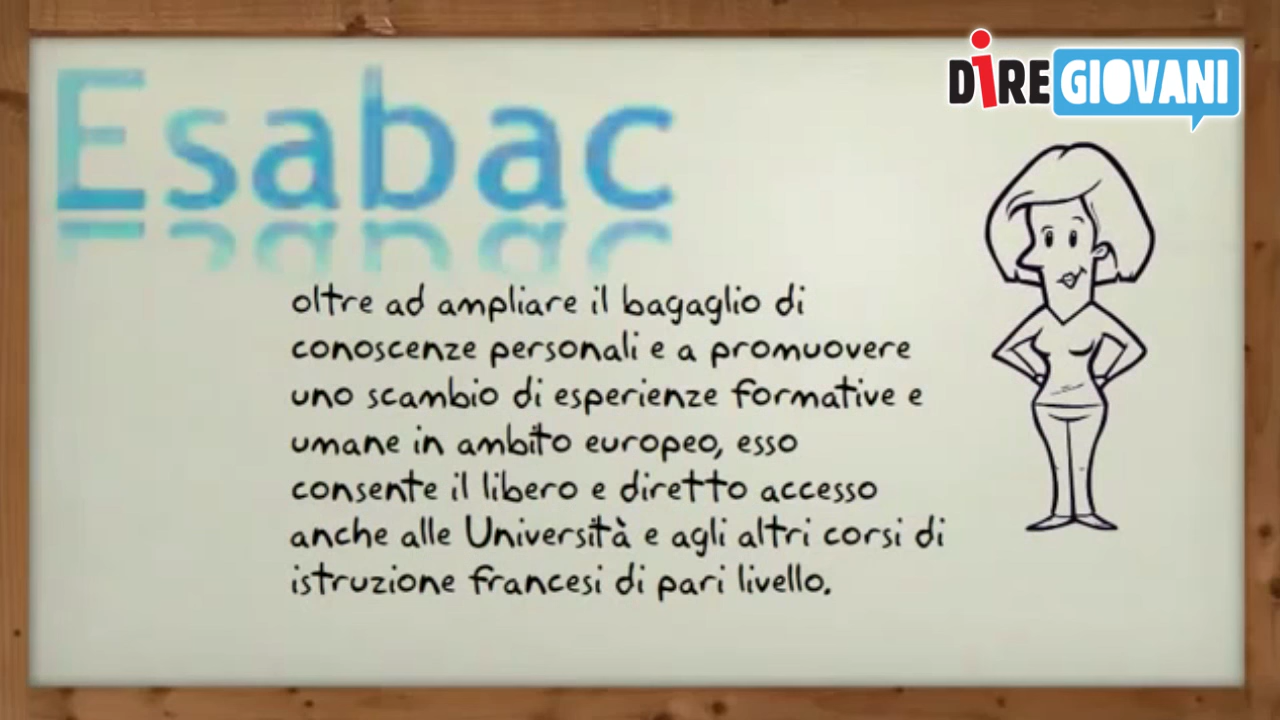 DIRE GIOVANI
Esabac
oltre ad ampliare il bagaglio di
conoscenze personali e a promuovere
uno scambio di esperienze formative e
umane in ambito europeo, esso
consente il libero e diretto accesso
anche alle Università e agli altri corsi di
istruzione francesi di pari livello.